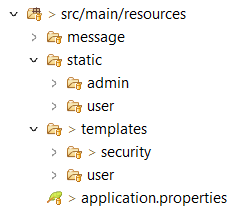 > src/main/resources
message
static
admin
user
> templates
> security
user
> application.properties